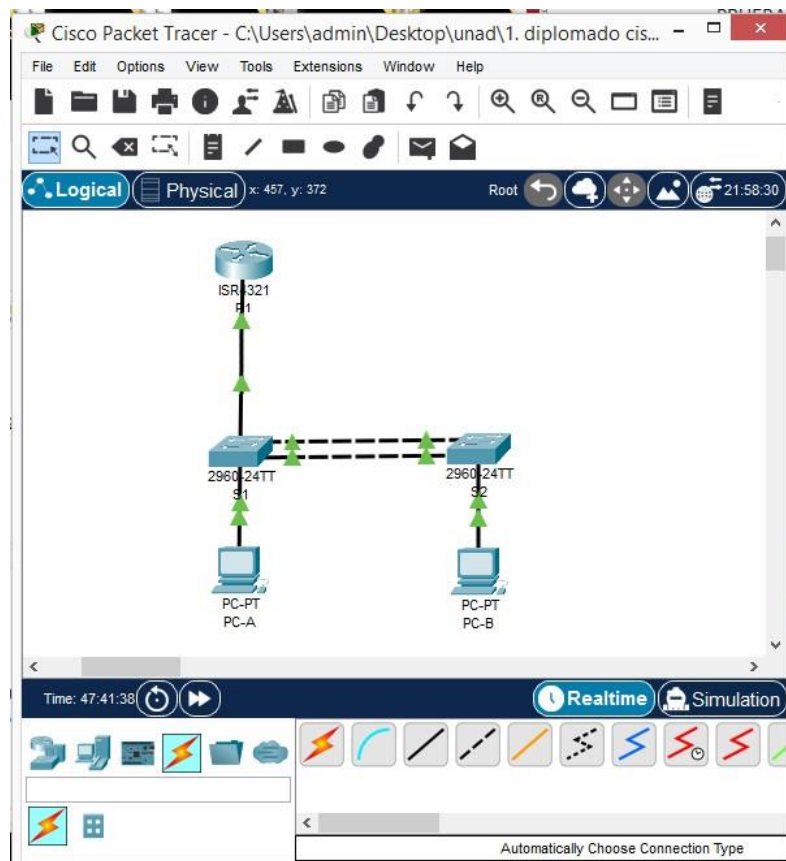 Cisco Packet Tracer - C:\Users\admin\Desktop\unad\1. diplomado cis...
File Edit Options View Tools Extensions Window Help
Logical Physical x: 457, y: 372 Root 21:58:30
ISR4321
R1
2960-24TT
S1
2960-24TT
S2
PC-PT
PC-A
PC-PT
PC-B
Time: 47:41:38 Realtime Simulation
Automatically Choose Connection Type